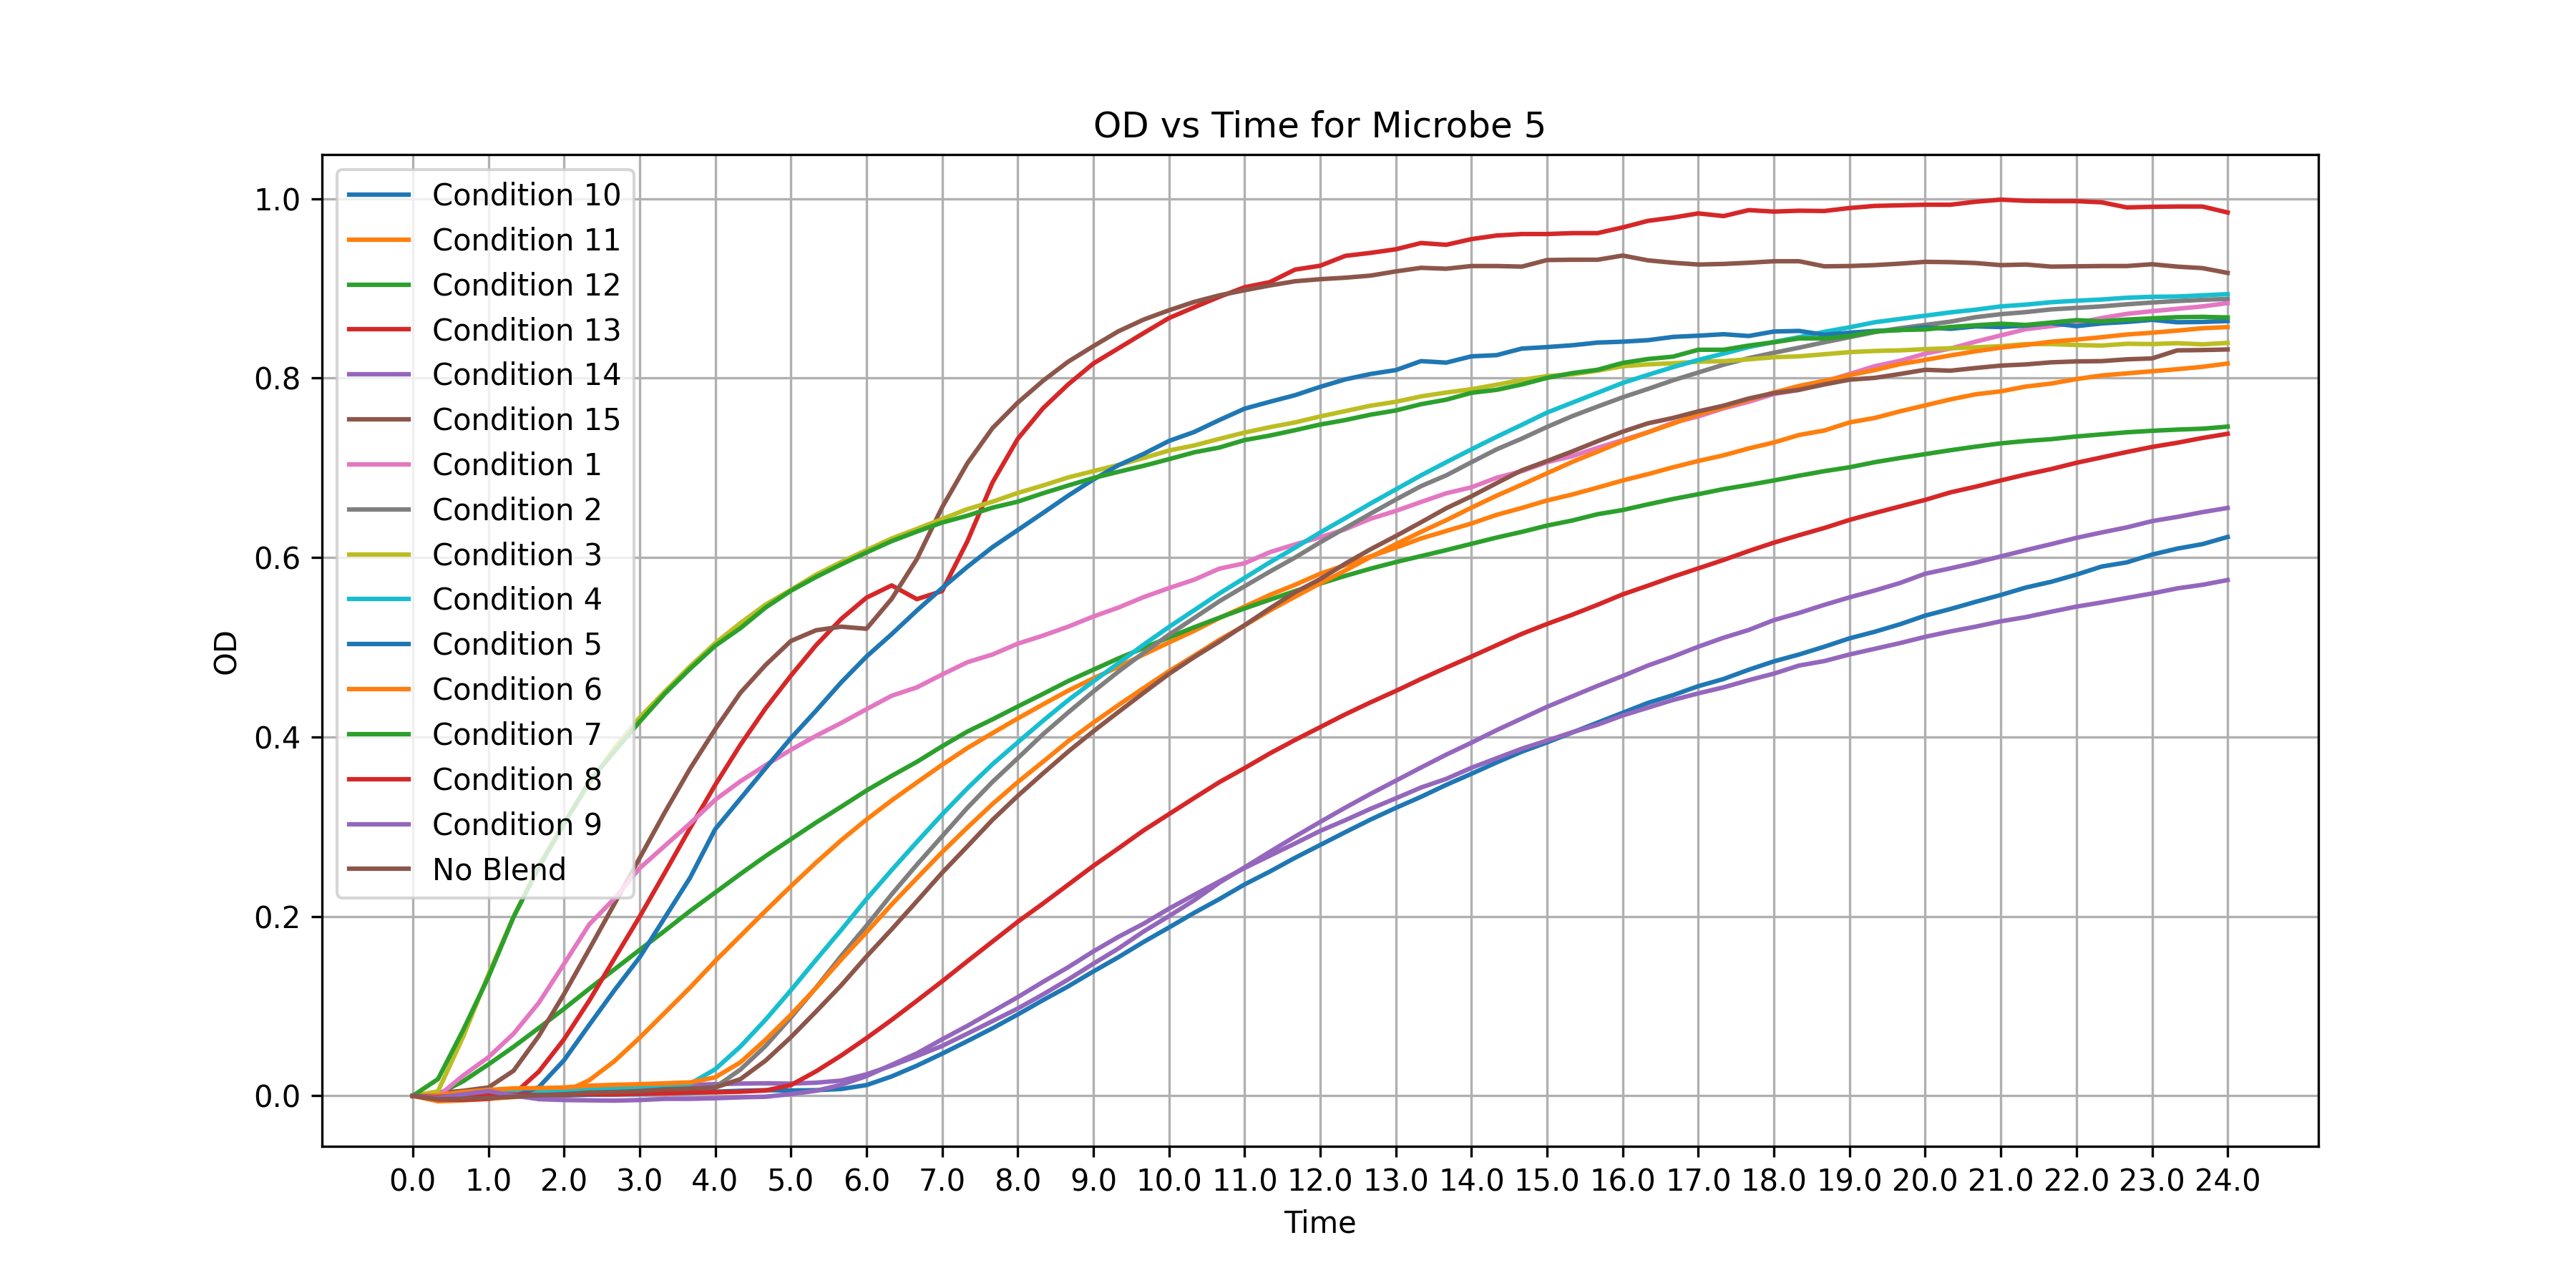 OD vs Time for Microbe 5
1.0
0.8
0.6
0.4
0.2
0.0
OD
Condition 10
Condition 11
Condition 12
Condition 13
Condition 14
Condition 15
Condition 1
Condition 2
Condition 3
Condition 4
Condition 5
Condition 6
Condition 7
Condition 8
Condition 9
No Blend
0.0 1.0 2.0 3.0 4.0 5.0 6.0 7.0 8.0 9.0 10.0 11.0 12.0 13.0 14.0 15.0 16.0 17.0 18.0 19.0 20.0 21.0 22.0 23.0 24.0
Time